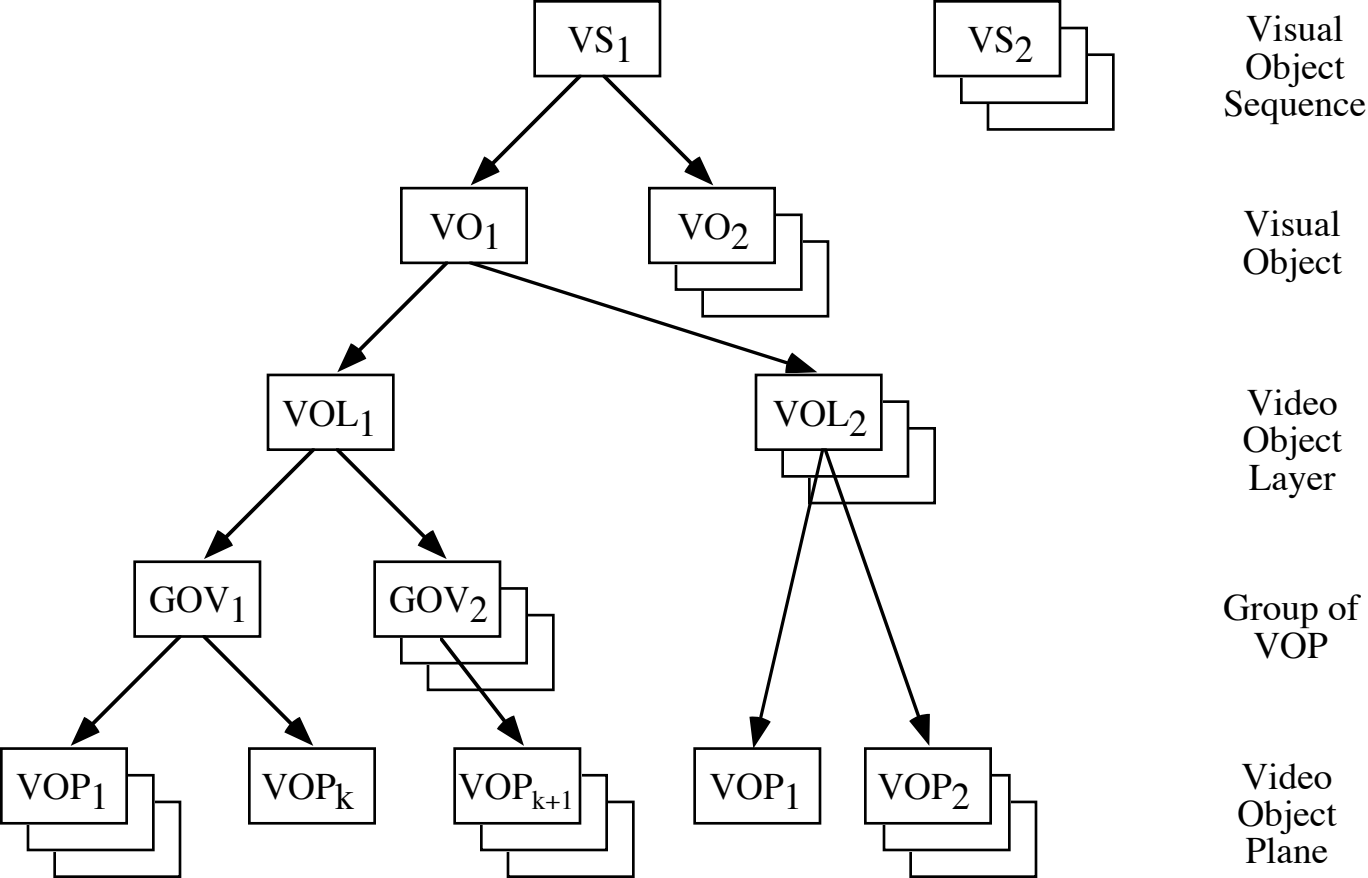 VS1 VS2 Visual
Object
Sequence
VO1 VO2 Visual
Object
VOL1 VOL2 Video
Object
Layer
GOV1 GOV2 Group of
VOP
VOP1 VOPk VOPk+1 VOP1 VOP2 Video
Object
Plane